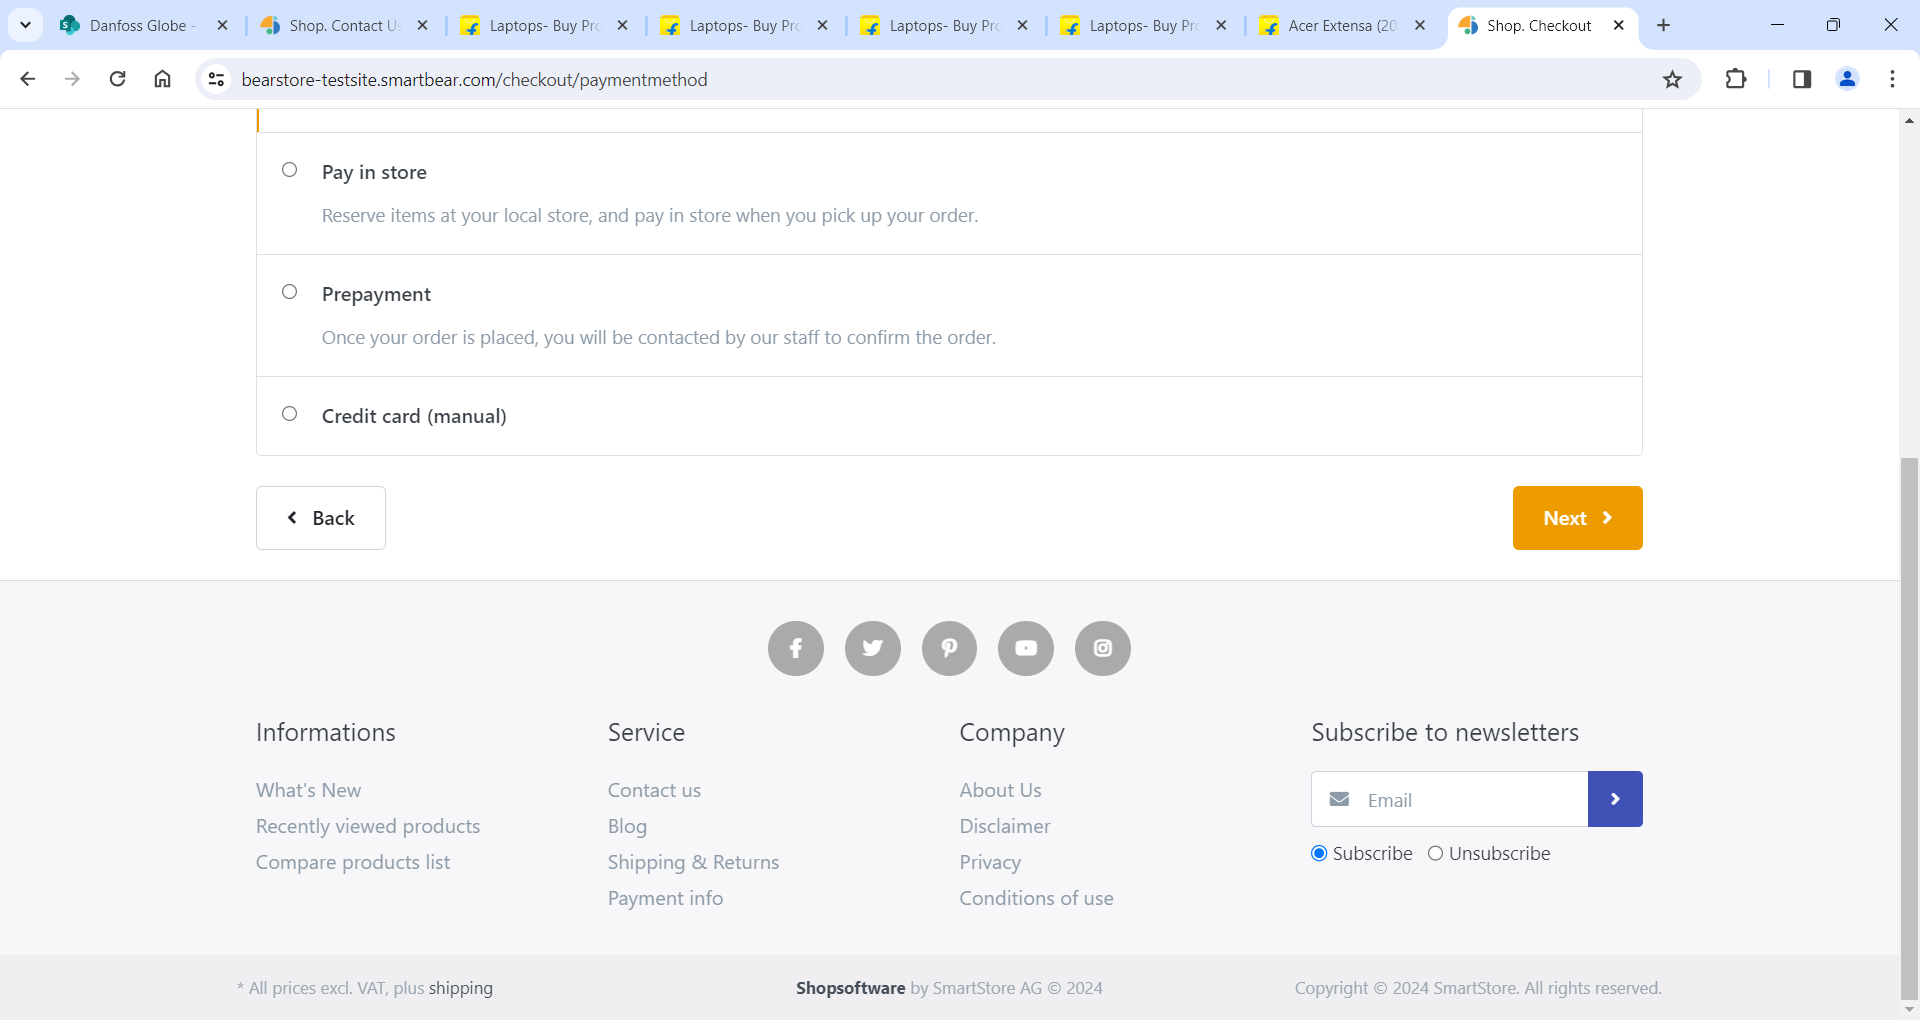 Danfoss Globe -
Shop. Contact Us
Laptops- Buy Pro
Laptops- Buy Pro
Laptops- Buy Pro
Laptops- Buy Pro
Acer Extensa (20
Shop. Checkout
bearstore-testsite.smartbear.com/checkout/paymentmethod
Pay in store
Reserve items at your local store, and pay in store when you pick up your order.
Prepayment
Once your order is placed, you will be contacted by our staff to confirm the order.
Credit card (manual)
Back
Next
Informations
Service
Company
Subscribe to newsletters
What's New
Contact us
About Us
Email
Recently viewed products
Blog
Disclaimer
Subscribe
Unsubscribe
Compare products list
Shipping & Returns
Privacy
Payment info
Conditions of use
* All prices excl. VAT, plus shipping
Shopsoftware by SmartStore AG © 2024
Copyright © 2024 SmartStore. All rights reserved.